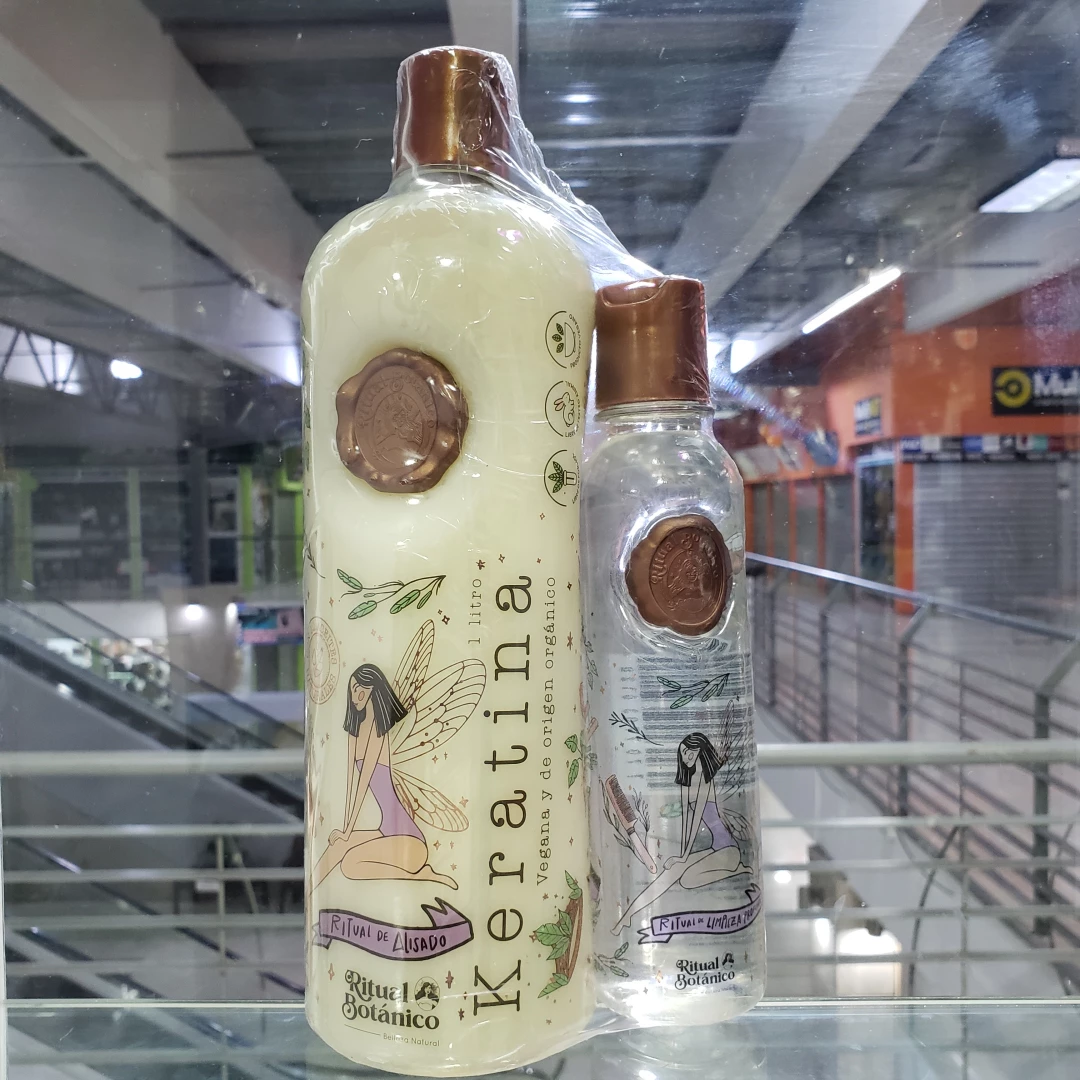 Keratina
Vegana y de origen orgánico
1 litro
RITUAL DE ALISADO
Ritual
Botánico
Belleza Natural
RITUAL DE LIMPIEZA
Ritual
Botánico
Mul